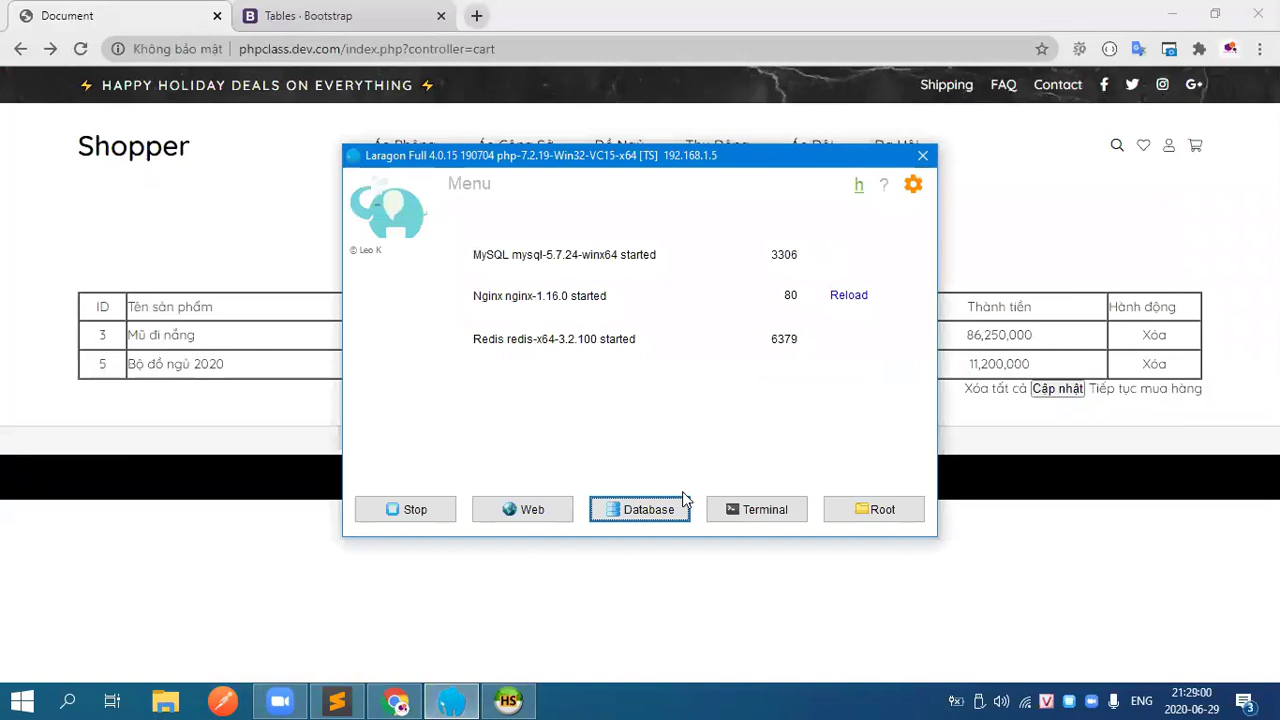 Document
Tables · Bootstrap
Không bảo mật
phpclass.dev.com/index.php?controller=cart
⚡ HAPPY HOLIDAY DEALS ON EVERYTHING ⚡
Shipping FAQ Contact
Shopper
Laragon Full 4.0.15 190704 php-7.2.19-Win32-VC15-x64 [TS] 192.168.1.5
Menu
h ?
© Leo K
MySQL mysql-5.7.24-winx64 started 3306
Nginx nginx-1.16.0 started 80 Reload
Redis redis-x64-3.2.100 started 6379
Stop Web Database Terminal Root
ID Tên sản phẩm Thành tiền Hành động
3 Mũ đi nắng 86,250,000 Xóa
5 Bộ đồ ngủ 2020 11,200,000 Xóa
Xóa tất cả Cập nhật Tiếp tục mua hàng
HS
V
ENG
21:29:00
2020-06-29
3